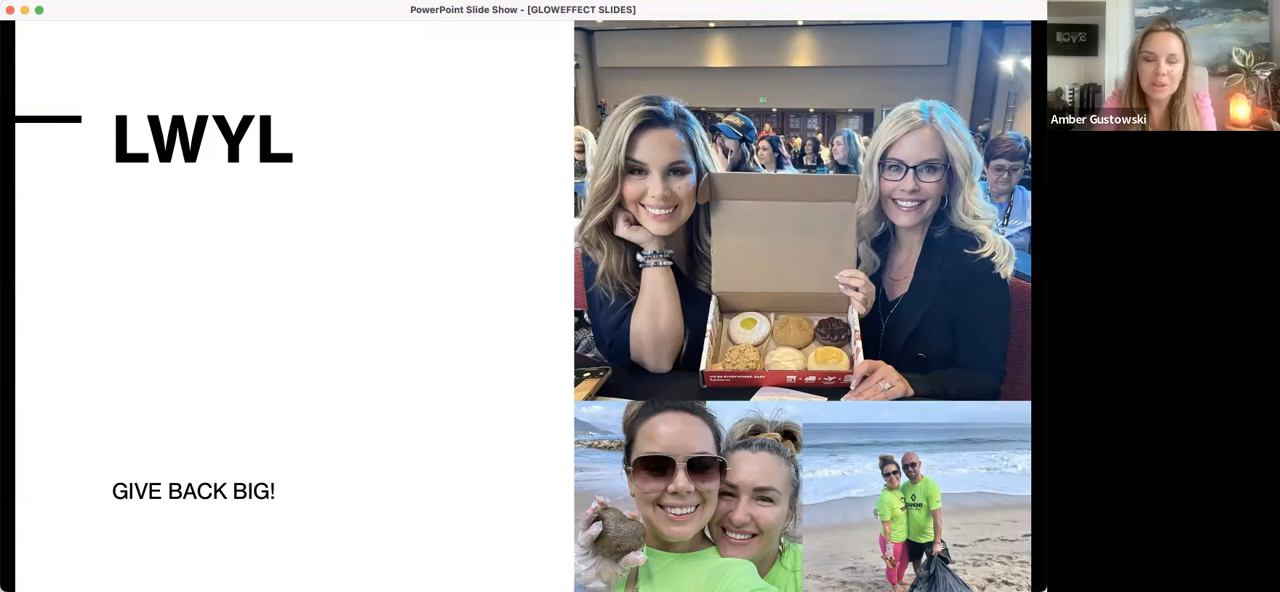 PowerPoint Slide Show - [GLOWEFFECT SLIDES]
LWYL
GIVE BACK BIG!
Amber Gustowski